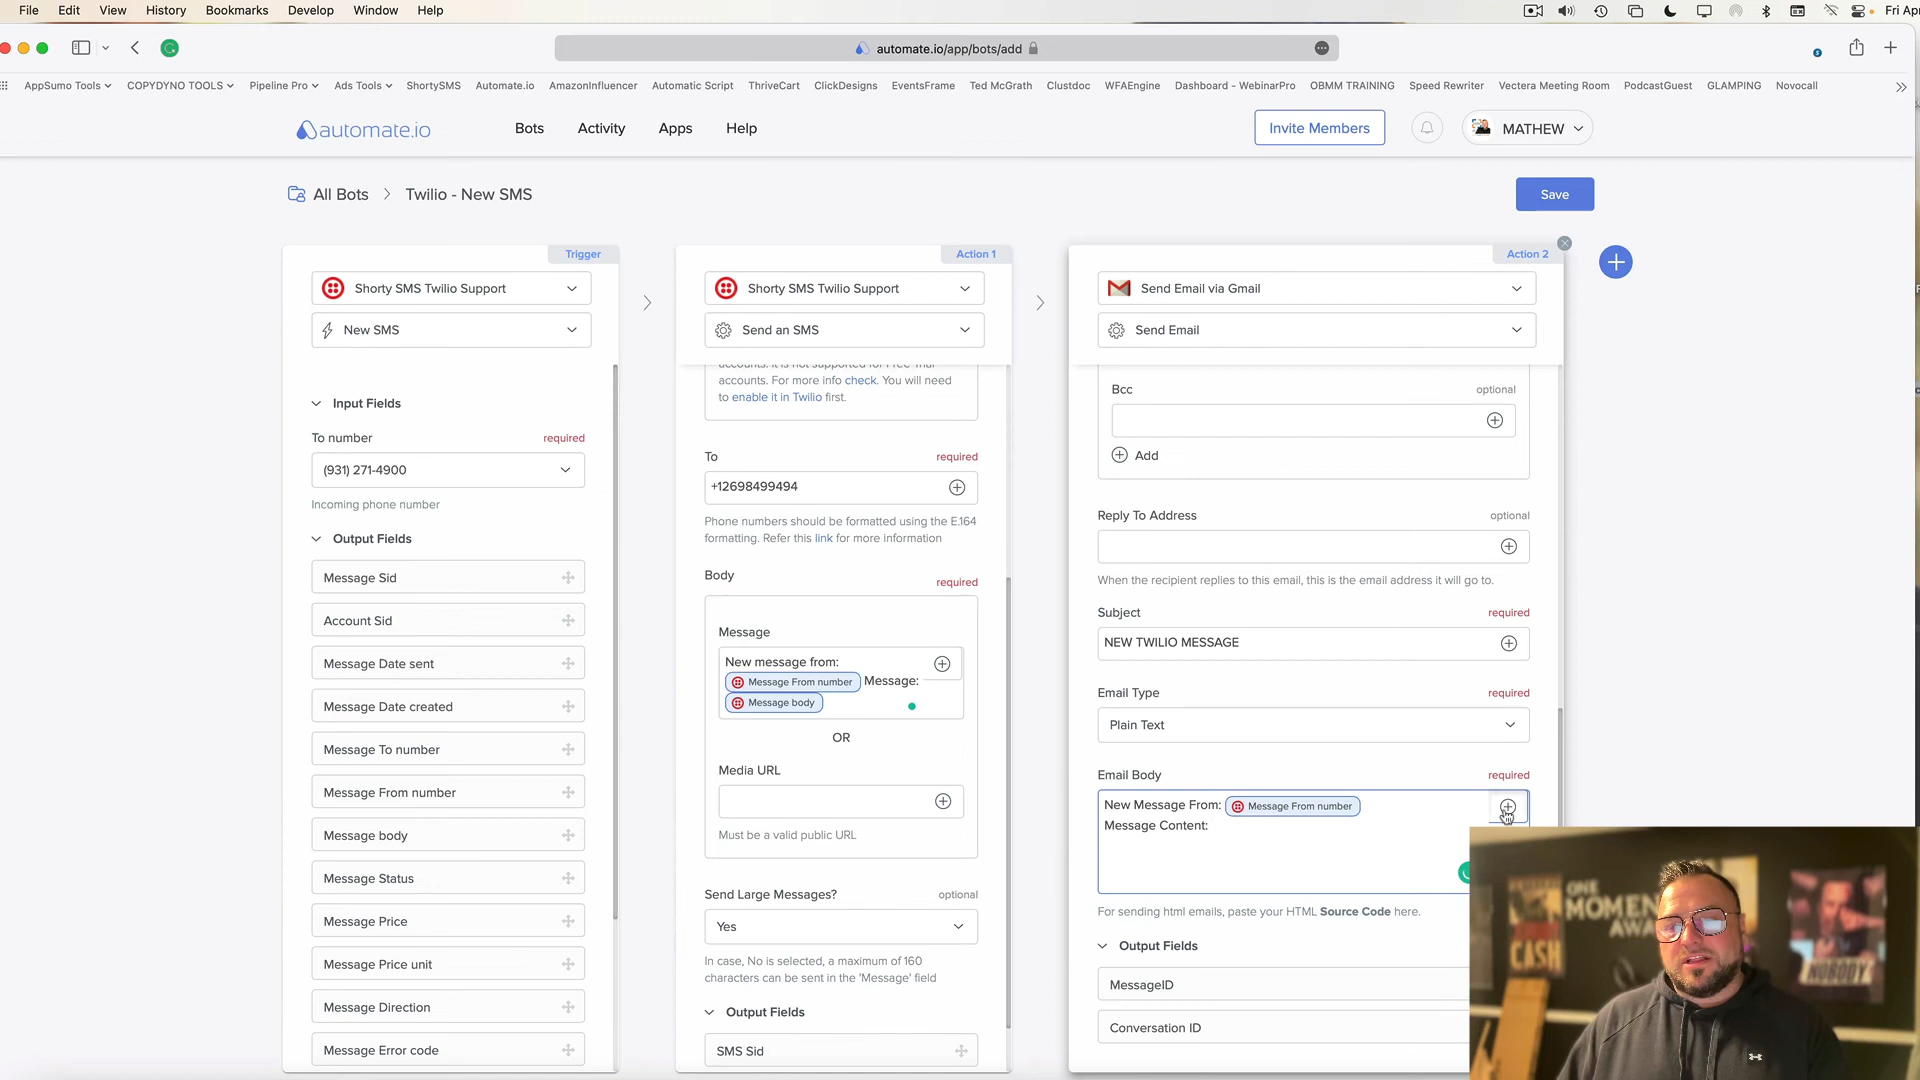 File Edit View History Bookmarks Develop Window Help
Fri Apr
automate.io/app/bots/add
AppSumo Tools COPYDYNO TOOLS Pipeline Pro Ads Tools ShortySMS Automate.io AmazonInfluencer Automatic Script ThriveCart ClickDesigns EventsFrame Ted McGrath Clustdoc WFAEngine Dashboard - WebinarPro OBMM TRAINING Speed Rewriter Vectera Meeting Room PodcastGuest GLAMPING Novocall
automate.io Bots Activity Apps Help Invite Members MATHEW
All Bots > Twilio - New SMS
Save
Trigger
Shorty SMS Twilio Support
New SMS
Input Fields
To number required
(931) 271-4900
Incoming phone number
Output Fields
Message Sid
Account Sid
Message Date sent
Message Date created
Message To number
Message From number
Message body
Message Status
Message Price
Message Price unit
Message Direction
Message Error code
Action 1
Shorty SMS Twilio Support
Send an SMS
accounts. For more info check. You will need
to enable it in Twilio first.
To required
+12698499494
Phone numbers should be formatted using the E.164
formatting. Refer this link for more information
Body required
Message
New message from:
Message From number Message:
Message body
OR
Media URL
Must be a valid public URL
Send Large Messages? optional
Yes
In case, No is selected, a maximum of 160
characters can be sent in the 'Message' field
Output Fields
SMS Sid
Action 2
Send Email via Gmail
Send Email
Bcc optional
Add
Reply To Address optional
When the recipient replies to this email, this is the email address it will go to.
Subject required
NEW TWILIO MESSAGE
Email Type required
Plain Text
Email Body required
New Message From: Message From number
Message Content:
For sending html emails, paste your HTML Source Code here.
Output Fields
MessageID
Conversation ID
CASH
ONE
MOMEN
AWA
NOBODY